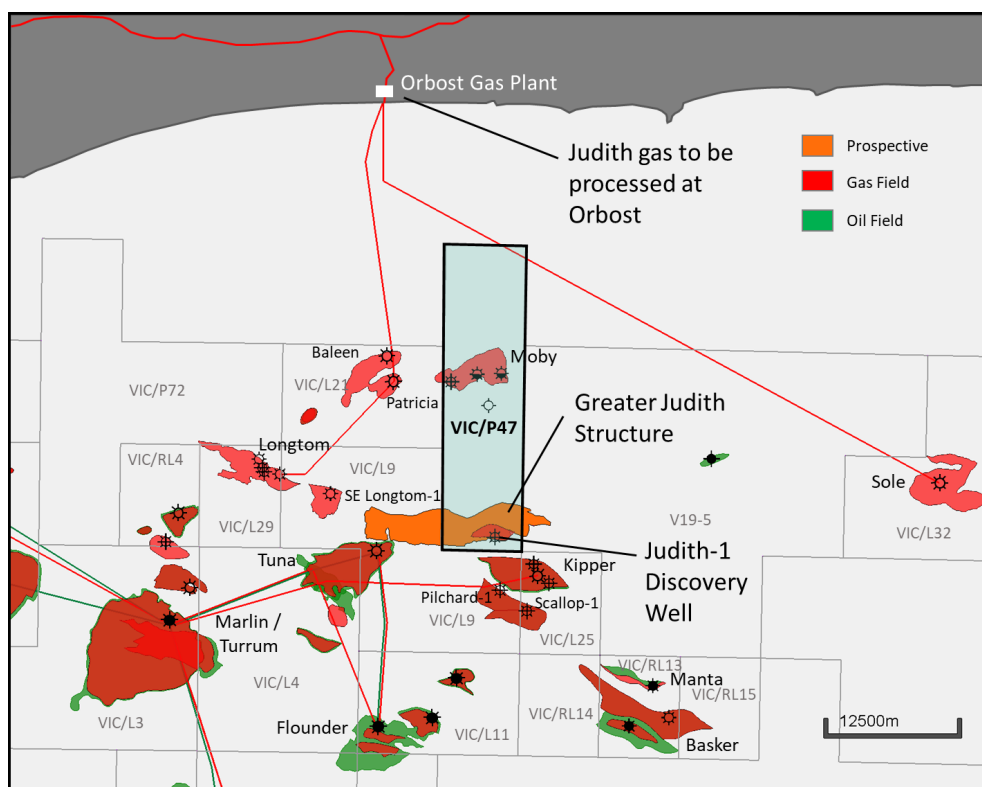 Orbost Gas Plant
Judith gas to be
processed at
Orbost
Prospective
Gas Field
Oil Field
Baleen
Moby
VIC/L21
VIC/P72
Patricia
Greater Judith
Structure
VIC/P47
Longtom
VIC/RL4
VIC/L9
SE Longtom-1
Sole
VIC/L29
V19-5
VIC/L32
Tuna
Kipper
Judith-1
Discovery
Well
Pilchard-1
Scallop-1
VIC/L9
Marlin /
Turrum
VIC/L25
VIC/RL13
Manta
VIC/L4
VIC/RL15
VIC/L3
Flounder
VIC/L11
VIC/RL14
Basker
12500m